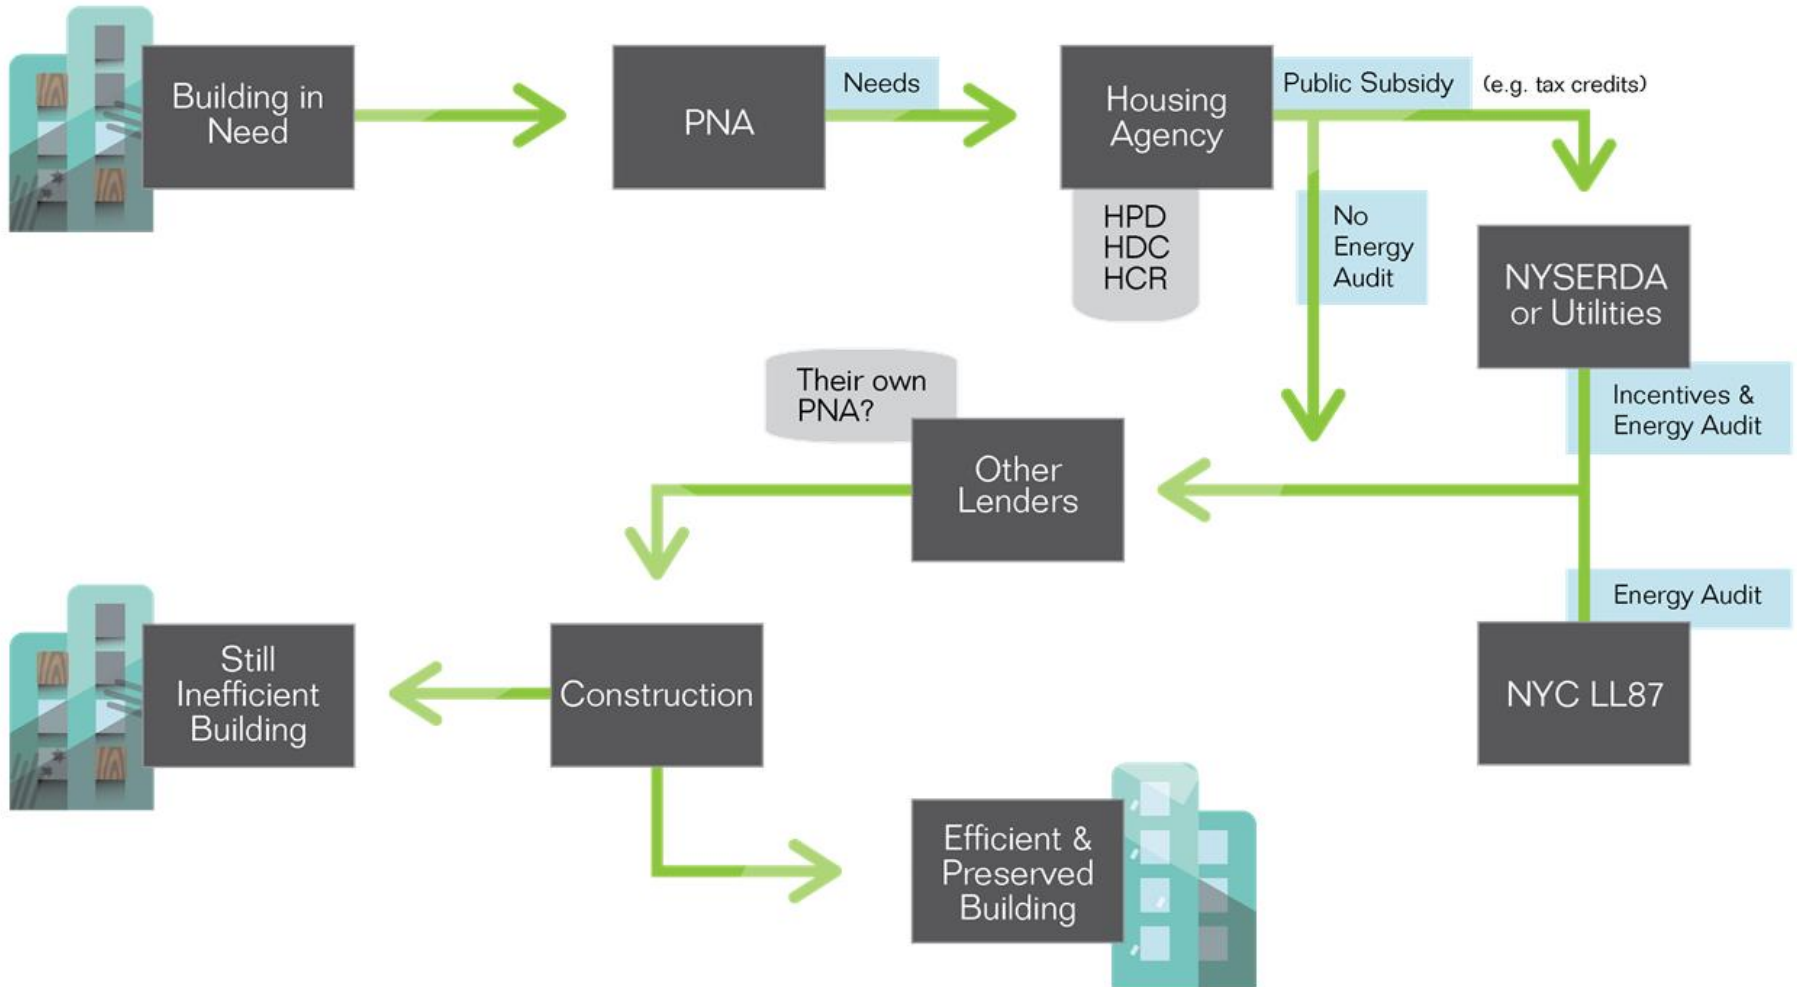 Building in
Need
PNA
Needs
Housing
Agency
Public Subsidy
(e.g. tax credits)
HPD
HDC
HCR
No
Energy
Audit
NYSERDA
or Utilities
Incentives &
Energy Audit
Their own
PNA?
Other
Lenders
Energy Audit
NYC LL87
Still
Inefficient
Building
Construction
Efficient &
Preserved
Building